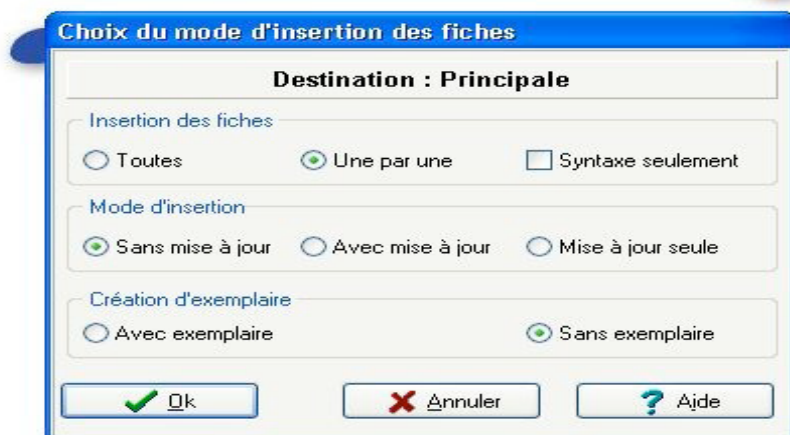 Choix du mode d'insertion des fiches
Destination : Principale
Insertion des fiches
Toutes Une par une Syntaxe seulement
Mode d'insertion
Sans mise à jour Avec mise à jour Mise à jour seule
Création d'exemplaire
Avec exemplaire Sans exemplaire
Ok Annuler Aide